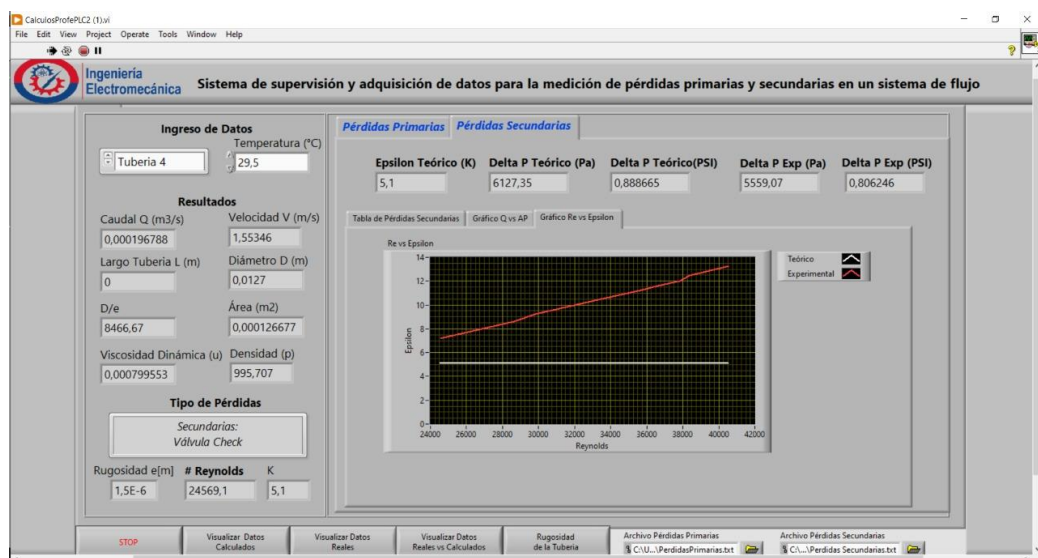 CalculosProfePLC2 (1).vi
File Edit View Project Operate Tools Window Help
Ingeniería
Electromecánica
Sistema de supervisión y adquisición de datos para la medición de pérdidas primarias y secundarias en un sistema de flujo
Ingreso de Datos
Temperatura (°C)
Tuberia 4
29,5
Resultados
Caudal Q (m3/s)
Velocidad V (m/s)
0,000196788
1,55346
Largo Tuberia L (m)
Diámetro D (m)
0
0,0127
D/e
Área (m2)
8466,67
0,000126677
Viscosidad Dinámica (u)
Densidad (p)
0,000799553
995,707
Tipo de Pérdidas
Secundarias:
Válvula Check
Rugosidad e[m]
# Reynolds
K
1,5E-6
24569,1
5,1
Pérdidas Primarias
Pérdidas Secundarias
Epsilon Teórico (K)
Delta P Teórico (Pa)
Delta P Teórico(PSI)
Delta P Exp (Pa)
Delta P Exp (PSI)
5,1
6127,35
0,888665
5559,07
0,806246
Tabla de Pérdidas Secundarias
Gráfico Q vs AP
Gráfico Re vs Epsilon
Re vs Epsilon
14
12
10
8
6
4
2
0
Epsilon
24000 26000 28000 30000 32000 34000 36000 38000 40000 42000
Reynolds
Teórico
Experimental
STOP
Visualizar Datos
Calculados
Visualizar Datos
Reales
Visualizar Datos
Reales vs Calculados
Rugosidad
de la Tuberia
Archivo Pérdidas Primarias
C:\U...\PerdidasPrimarias.txt
Archivo Pérdidas Secundarias
C:\...\Perdidas Secundarias.txt